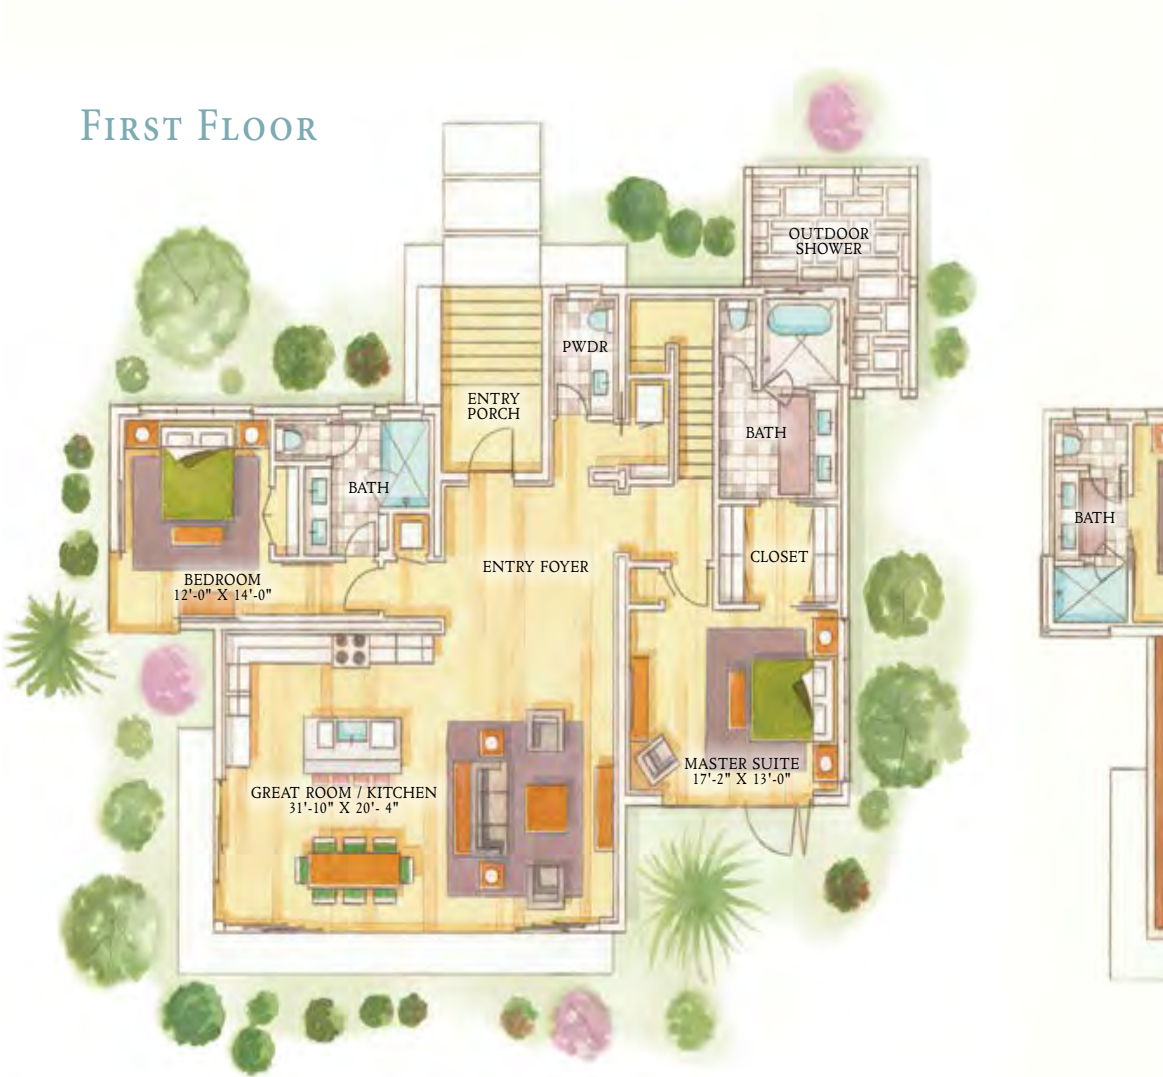 First Floor
OUTDOOR
SHOWER
PWDR
ENTRY
PORCH
BATH
BATH
BATH
CLOSET
ENTRY FOYER
BEDROOM
12'-0" X 14'-0"
MASTER SUITE
17'-2" X 13'-0"
GREAT ROOM / KITCHEN
31'-10" X 20'- 4"